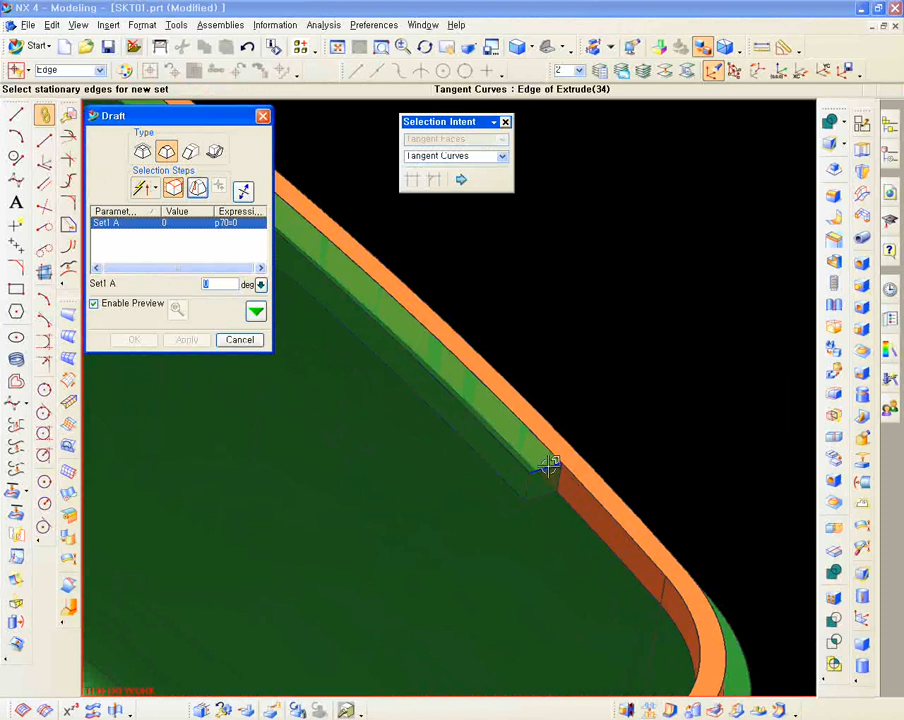 NX 4 - Modeling - [SKT01.prt (Modified) ]
File Edit View Insert Format Tools Assemblies Information Analysis Preferences Window Help
Start
Edge
2
Select stationary edges for new set
Tangent Curves : Edge of Extrude(34)
Draft
Type
Selection Steps
Paramet... Value Expressi...
Set1 A 0 p70=0
Set1 A 0 deg
Enable Preview
OK Apply Cancel
Selection Intent
Tangent Faces
Tangent Curves